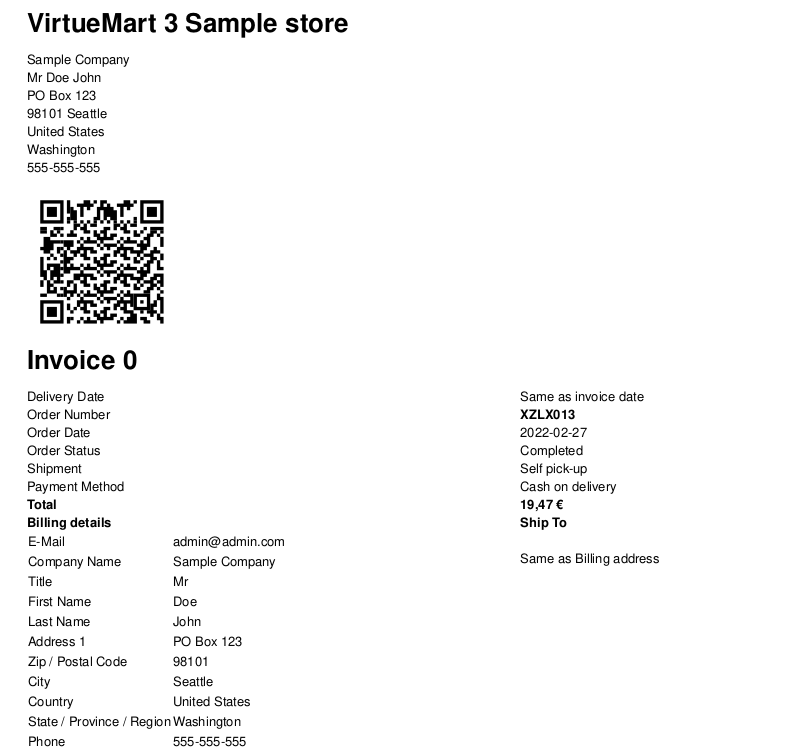 VirtueMart 3 Sample store
Sample Company
Mr Doe John
PO Box 123
98101 Seattle
United States
Washington
555-555-555
Invoice 0
Delivery Date Same as invoice date
Order Number XZLX013
Order Date 2022-02-27
Order Status Completed
Shipment Self pick-up
Payment Method Cash on delivery
Total 19,47 €
Billing details Ship To
E-Mail admin@admin.com
Company Name Sample Company Same as Billing address
Title Mr
First Name Doe
Last Name John
Address 1 PO Box 123
Zip / Postal Code 98101
City Seattle
Country United States
State / Province / Region Washington
Phone 555-555-555